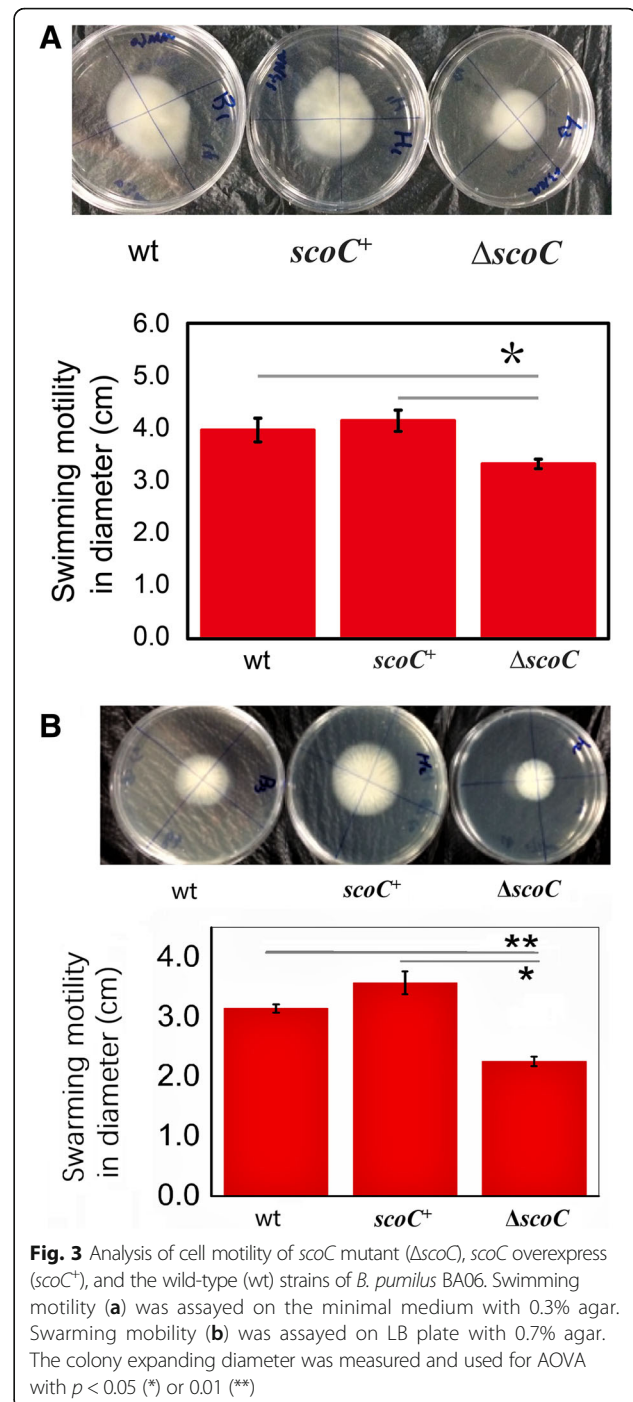 A
B1
H1
wt scoC+ ΔscoC
6.0
5.0
4.0
3.0
2.0
1.0
0.0
Swimming motility
in diameter (cm)
*
wt scoC+ ΔscoC
B
B3
wt scoC+ ΔscoC
4.0
3.0
2.0
1.0
0.0
Swarming motility
in diameter (cm)
**
*
wt scoC+ ΔscoC
Fig. 3 Analysis of cell motility of scoC mutant (ΔscoC), scoC overexpress
(scoC+), and the wild-type (wt) strains of B. pumilus BA06. Swimming
motility (a) was assayed on the minimal medium with 0.3% agar.
Swarming mobility (b) was assayed on LB plate with 0.7% agar.
The colony expanding diameter was measured and used for AOVA
with p < 0.05 (*) or 0.01 (**)